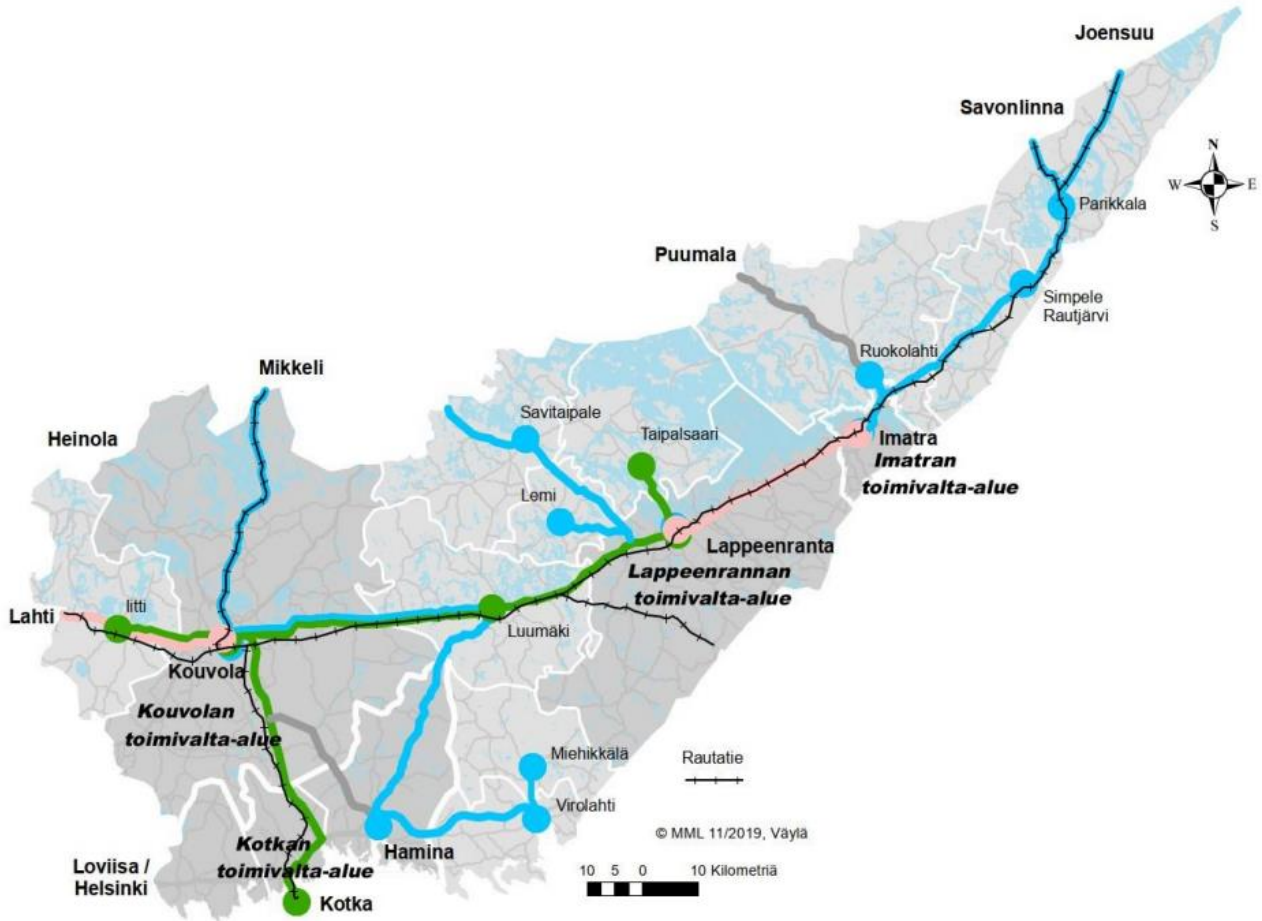 Joensuu
Savonlinna
N
W
E
S
Parikkala
Puumala
Simpele
Rautjärvi
Ruokolahti
Mikkeli
Savitaipale
Heinola
Taipalsaari
Imatra
Imatran
toimivalta-alue
Lemi
Lappeenranta
Lappeenrannan
toimivalta-alue
Iitti
Lahti
Luumäki
Kouvola
Kouvolan
toimivalta-alue
Miehikkälä
Rautatie
Virolahti
© MML 11/2019, Väylä
Hamina
Kotkan
toimivalta-alue
Loviisa /
Helsinki
10 5 0 10 Kilometriä
Kotka